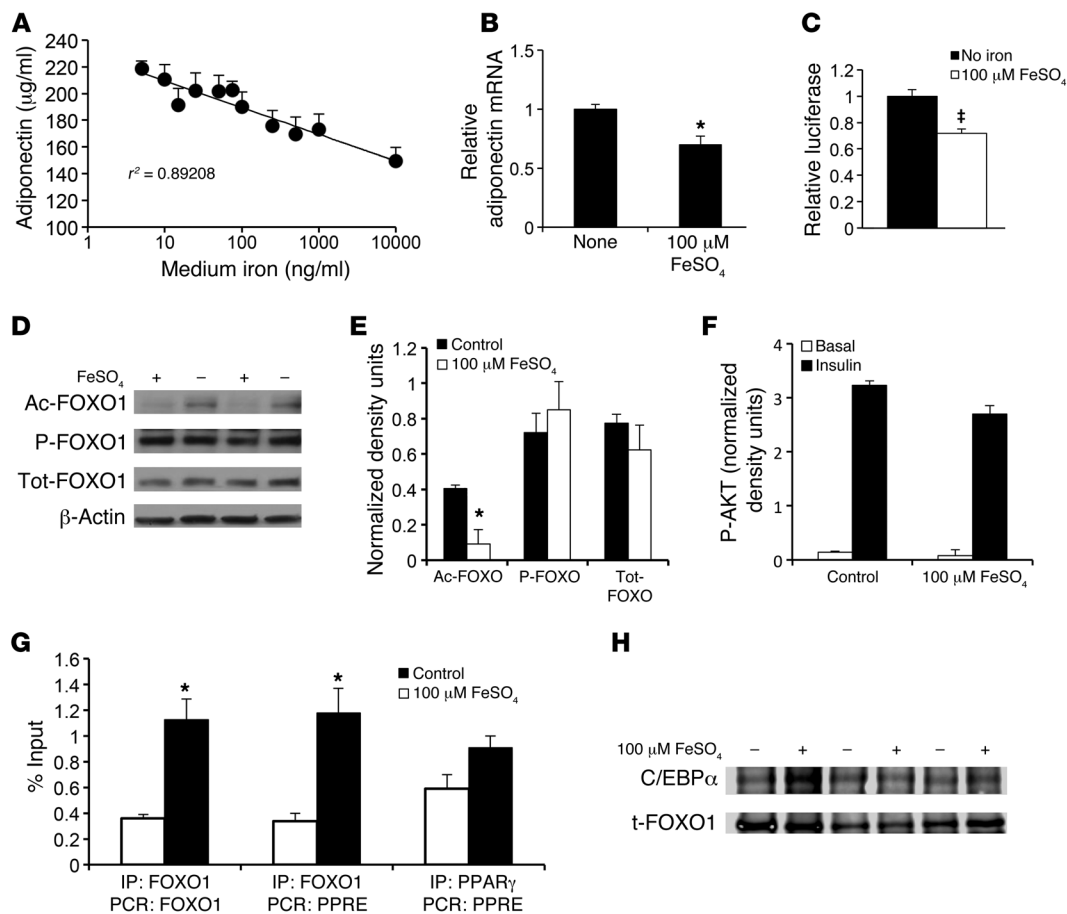 A
240
220
200
180
160
140
120
100
Adiponectin (μg/ml)
r² = 0.89208
1
10
100
1000
10000
Medium iron (ng/ml)
B
1.5
1
0.5
0
Relative
adiponectin mRNA
*
None
100 μM
FeSO₄
C
No iron
100 μM FeSO₄
1.2
1
0.8
0.6
0.4
0.2
0
Relative luciferase
‡
D
FeSO₄ + – + –
Ac-FOXO1
P-FOXO1
Tot-FOXO1
β-Actin
E
Control
100 μM FeSO₄
1.2
1
0.8
0.6
0.4
0.2
0
Normalized density units
*
Ac-FOXO
P-FOXO
Tot-
FOXO
F
Basal
Insulin
4
3
2
1
0
P-AKT (normalized
density units)
Control
100 μM FeSO₄
G
Control
100 μM FeSO₄
1.6
1.4
1.2
1
0.8
0.6
0.4
0.2
0
% Input
*
*
IP: FOXO1
PCR: FOXO1
IP: FOXO1
PCR: PPRE
IP: PPARγ
PCR: PPRE
H
100 μM FeSO₄ – + – + – +
C/EBPα
t-FOXO1